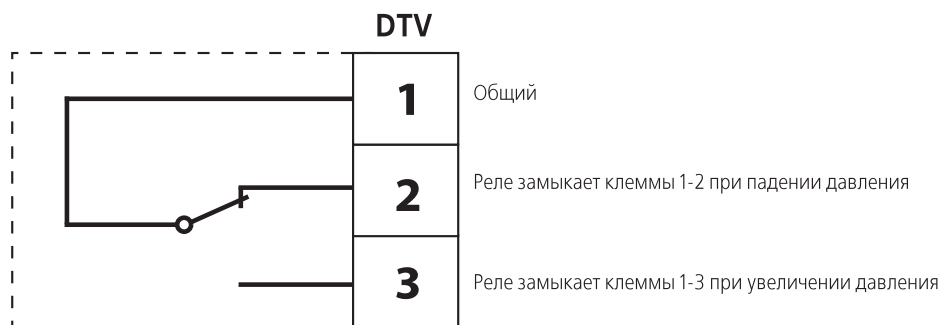 DTV
1 Общий
2 Реле замыкает клеммы 1-2 при падении давления
3 Реле замыкает клеммы 1-3 при увеличении давления